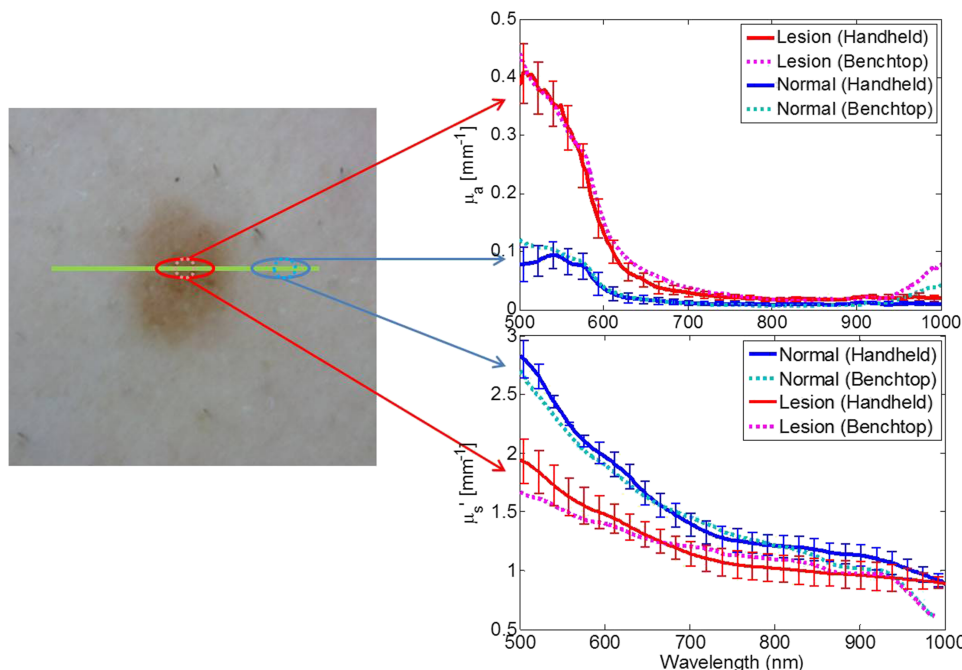 0.5
0.4
0.3
0.2
0.1
0
μa [mm-1]
Lesion (Handheld)
Lesion (Benchtop)
Normal (Handheld)
Normal (Benchtop)
500 600 700 800 900 1000
3
2.5
2
1.5
1
0.5
μs' [mm-1]
Normal (Handheld)
Normal (Benchtop)
Lesion (Handheld)
Lesion (Benchtop)
500 600 700 800 900 1000
Wavelength (nm)